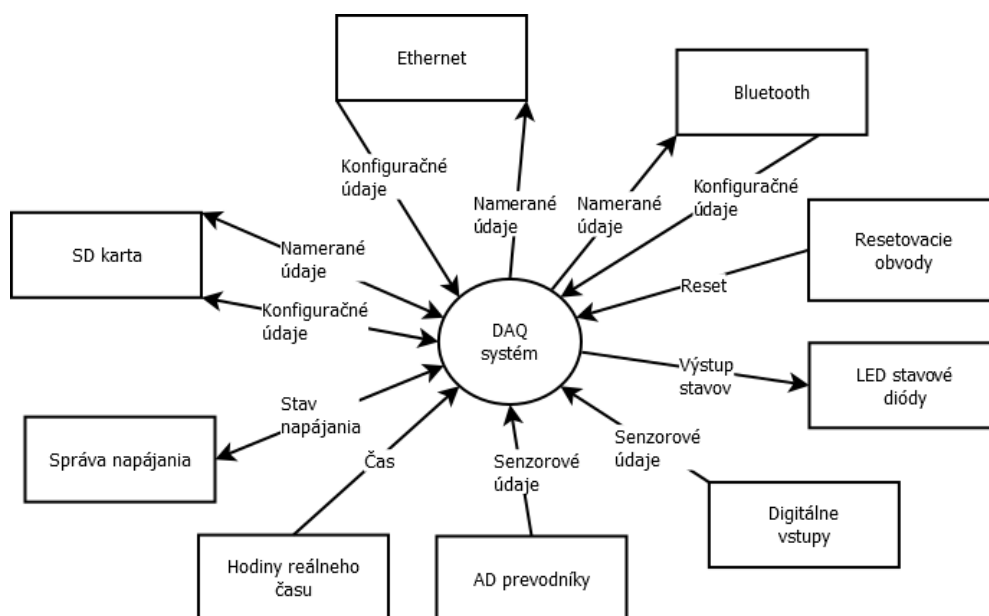 Ethernet
Bluetooth
Konfiguračné
údaje
Namerané
údaje
Namerané
údaje
Konfiguračné
údaje
SD karta
Namerané
údaje
Resetovacie
obvody
Reset
Konfiguračné
údaje
DAQ
systém
Výstup
stavov
LED stavové
diódy
Stav
napájania
Správa napájania
Čas
Senzorové
údaje
Senzorové
údaje
Digitálne
vstupy
Hodiny reálneho
času
AD prevodníky